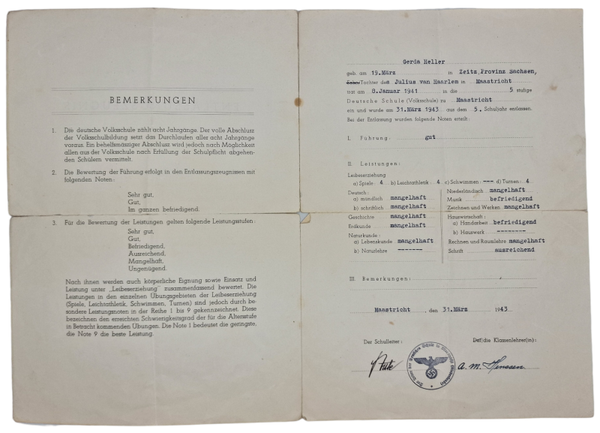 BEMERKUNGEN
1. Die deutsche Volksschule zählt acht Jahrgänge. Der volle Abschluss
der Volksschulbildung setzt das Durchlaufen aller acht Jahrgänge
voraus. Ein behelfsmässiger Abschluss wird jedoch nach Möglichkeit
allen aus der Volksschule nach Erfüllung der Schulpflicht abgehen-
den Schülern vermittelt.
2. Die Bewertung der Führung erfolgt in den Entlassungszeugnissen mit
folgenden Noten:
Sehr gut,
Gut,
Im ganzen befriedigend.
3. Für die Bewertung der Leistungen gelten folgende Leistungsstufen:
Sehr gut,
Gut,
Befriedigend,
Ausreichend,
Mangelhaft,
Ungenügend.
Nach ihnen werden auch körperliche Eignung sowie Einsatz und
Leistung unter „Leibeserziehung" zusammenfassend bewertet. Die
Leistungen in den einzelnen Übungsgebieten der Leibeserziehung
(Spiele, Leichtathletik, Schwimmen, Turnen) sind jedoch durch be-
sondere Leistungsnoten in der Reihe 1 bis 9 gekennzeichnet. Diese
bezeichnen den erreichten Schwierigkeitsgrad der für die Altersstufe
in Betracht kommenden Übungen. Die Note 1 bedeutet die geringste,
die Note 9 die beste Leistung.
Gerda Heller
geb. am 19.März in Zeitz,Provinz Sachsen,
Tochter des Julius van Haarlem in Maastricht
trat am 8.Januar 1941 in die 5 stufige
Deutsche Schule (Volksschule) zu Maastricht
ein und wurde am 31.März 1943 aus dem 5. Schuljahr entlassen.
Bei der Entlassung wurden folgende Noten erteilt:
I. Führung: gut
II. Leistungen:
Leibeserziehung
a) Spiele: 4 b) Leichtathletik: 4 c) Schwimmen: --- d) Turnen: 4
Deutsch:
a) mündlich mangelhaft
b) schriftlich mangelhaft
Geschichte mangelhaft
Erdkunde mangelhaft
Naturkunde:
a) Lebenskunde mangelhaft
b) Naturlehre -------
Niederländisch mangelhaft
Musik befriedigend
Zeichnen und Werken mangelhaft
Hauswirtschaft:
a) Handarbeit befriedigend
b) Hauswerk --------
Rechnen und Raumlehre mangelhaft
Schrift ausreichend
III. Bemerkungen:
Maastricht, den 31.März 1943
Der Schulleiter:
Der/die Klassenlehrer(in):